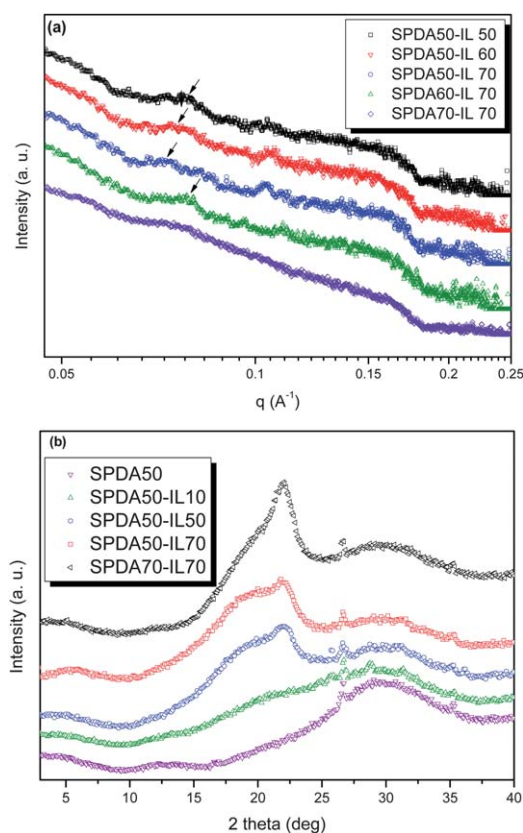 (a)
SPDA50-IL 50
SPDA50-IL 60
SPDA50-IL 70
SPDA60-IL 70
SPDA70-IL 70
Intensity (a. u.)
0.05 0.1 0.15 0.2 0.25
q (A⁻¹)
(b)
SPDA50
SPDA50-IL10
SPDA50-IL50
SPDA50-IL70
SPDA70-IL70
Intensity (a. u.)
5 10 15 20 25 30 35 40
2 theta (deg)